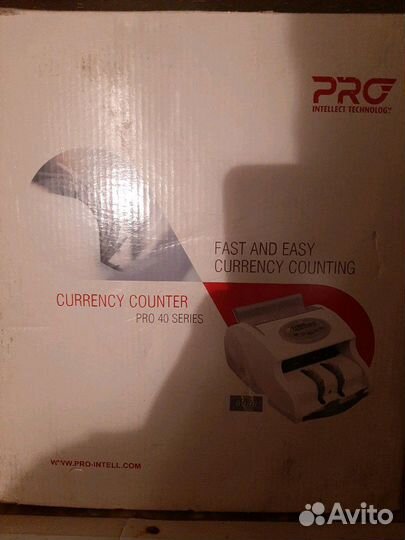 PRO
INTELLECT TECHNOLOGY
FAST AND EASY
CURRENCY COUNTING
CURRENCY COUNTER
PRO 40 SERIES
WWW.PRO-INTELL.COM
Avito